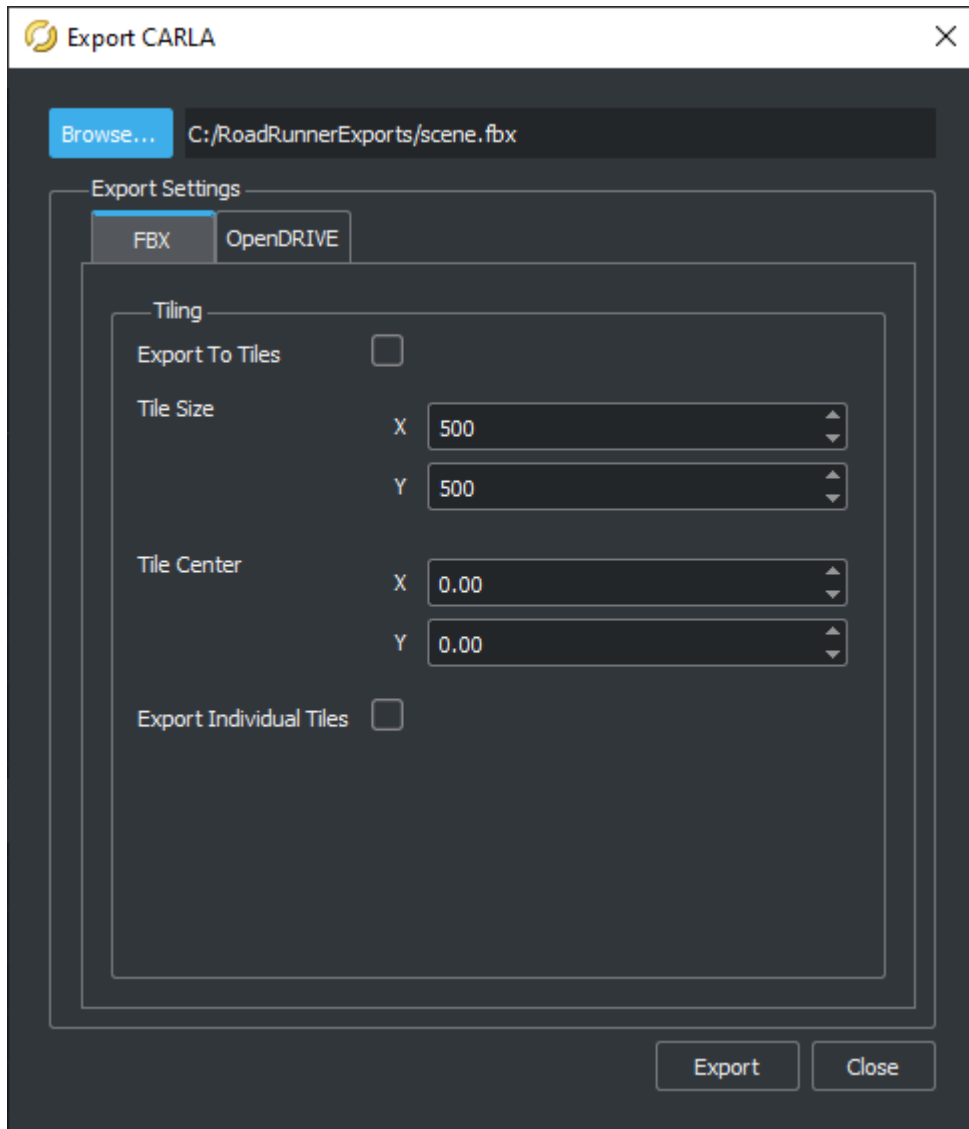 Export CARLA
Browse... C:/RoadRunnerExports/scene.fbx
Export Settings
FBX OpenDRIVE
Tiling
Export To Tiles
Tile Size
X 500
Y 500
Tile Center
X 0.00
Y 0.00
Export Individual Tiles
Export Close